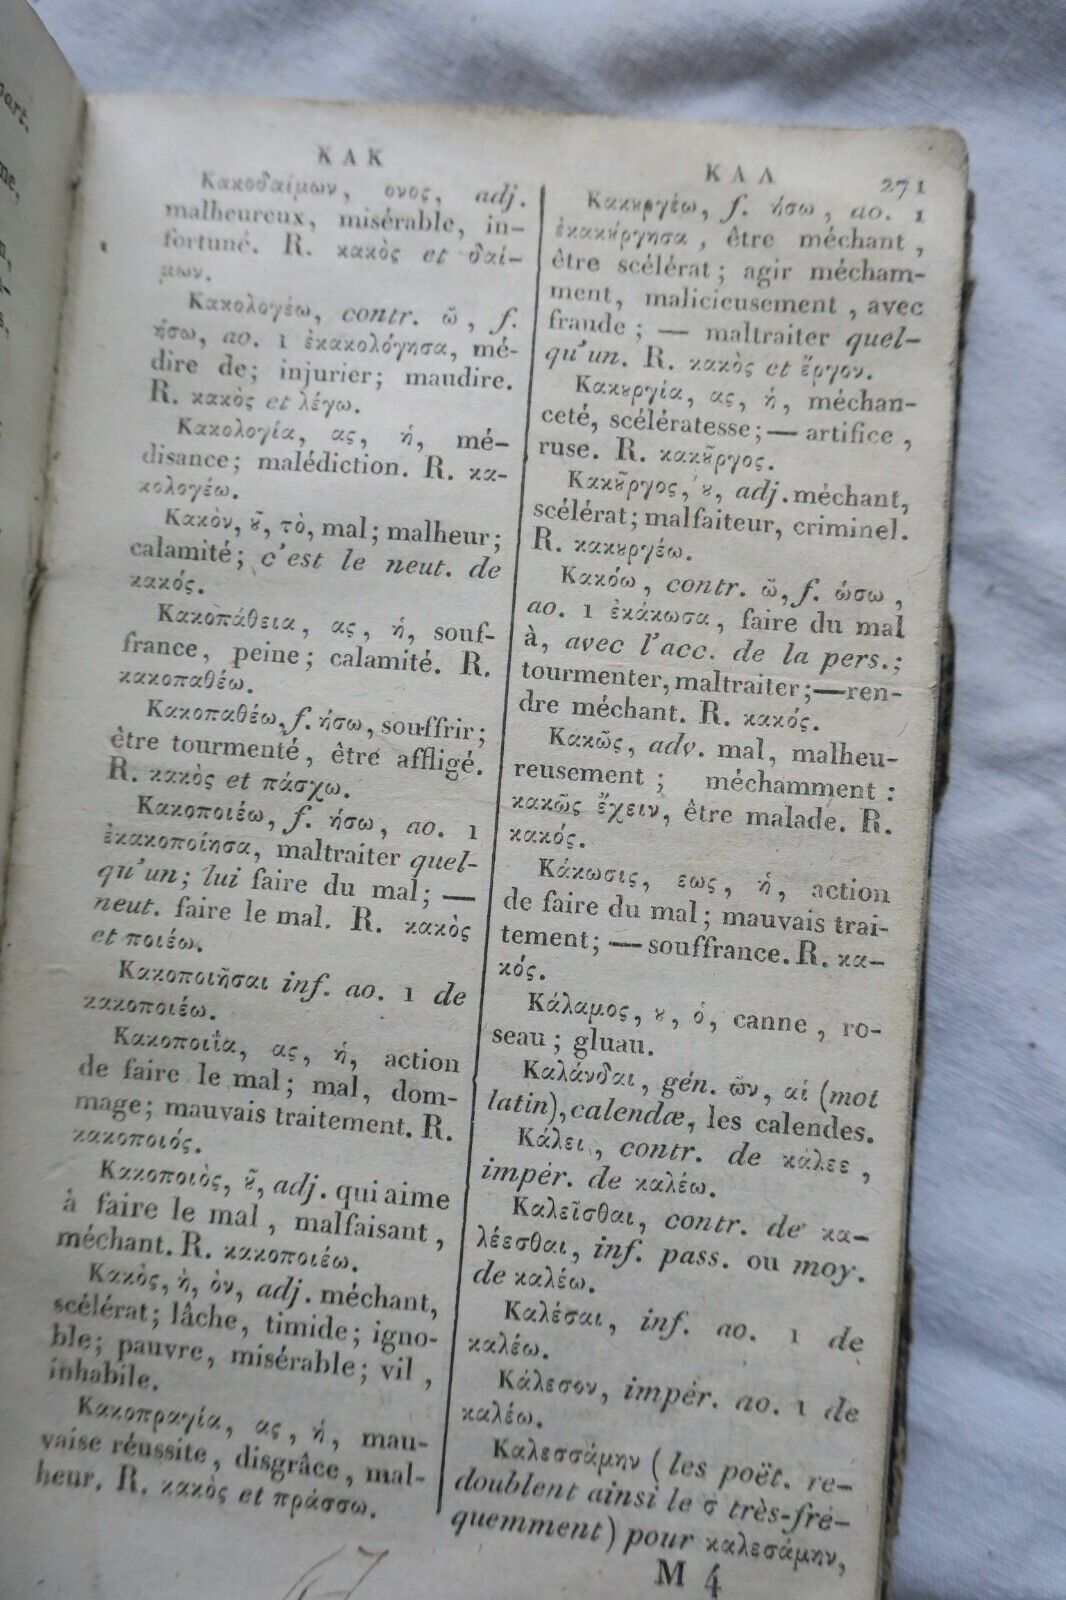 part.
ΚΑΚ
Κακοδαίμων, ονος, adj.
malheureux, misérable, in-
fortuné. R. κακὸς et δαί-
μων.
Κακολογέω, contr. ῶ, f.
ήσω, ao. 1 ἐκακολόγησα, mé-
dire de; injurier; maudire.
R. κακὸς et λέγω.
Κακολογία, ας, ἡ, mé-
disance; malédiction. R. κα-
κολογέω.
Κακὸν, ȣ͂, τὸ, mal; malheur;
calamité; c'est le neut. de
κακός.
Κακοπάθεια, ας, ἡ, souf-
france, peine; calamité. R.
κακοπαθέω.
Κακοπαθέω, f. ήσω, souffrir;
être tourmenté, être affligé.
R. κακὸς et πάσχω.
Κακοποιέω, f. ήσω, ao. 1
ἐκακοποίησα, maltraiter quel-
qu'un; lui faire du mal; —
neut. faire le mal. R. κακὸς
et ποιέω.
Κακοποιῆσαι inf. ao. 1 de
κακοποιέω.
Κακοποιΐα, ας, ἡ, action
de faire le mal; mal, dom-
mage; mauvais traitement. R.
κακοποιός.
Κακοποιὸς, ȣ͂, adj. qui aime
à faire le mal, malfaisant,
méchant. R. κακοποιέω.
Κακὸς, ὴ, ὸν, adj. méchant,
scélérat; lâche, timide; igno-
ble; pauvre, misérable; vil,
inhabile.
Κακοπραγία, ας, ἡ, mau-
vaise réussite, disgrâce, mal-
heur. R. κακὸς et πράσσω.
ΚΑΛ 271
Κακȣργέω, f. ήσω, ao. 1
ἐκακȣ́ργησα, être méchant,
être scélérat; agir mécham-
ment, malicieusement, avec
fraude; — maltraiter quel-
qu'un. R. κακὸς et ἔργον.
Κακȣργία, ας, ἡ, méchan-
ceté, scélératesse; — artifice,
ruse. R. κακȣ͂ργος.
Κακȣ͂ργος, ȣ, adj. méchant,
scélérat; malfaiteur, criminel.
R. κακȣργέω.
Κακόω, contr. ῶ, f. ώσω,
ao. 1 ἐκάκωσα, faire du mal
à, avec l'acc. de la pers.;
tourmenter, maltraiter; — ren-
dre méchant. R. κακός.
Κακῶς, adv. mal, malheu-
reusement; méchamment:
κακῶς ἔχειν, être malade. R.
κακός.
Κάκωσις, εως, ἡ, action
de faire du mal; mauvais trai-
tement; — souffrance. R. κα-
κός.
Κάλαμος, ȣ, ὁ, canne, ro-
seau; gluau.
Καλάνδαι, gén. ῶν, αἱ (mot
latin), calendæ, les calendes.
Κάλει, contr. de κάλεε,
impér. de καλέω.
Καλεῖσθαι, contr. de κα-
λέεσθαι, inf. pass. ou moy.
de καλέω.
Καλέσαι, inf. ao. 1 de
καλέω.
Κάλεσον, impér. ao. 1 de
καλέω.
Καλεσσάμην (les poët. re-
doublent ainsi le σ très-fré-
quemment) pour καλεσάμην,
M 4